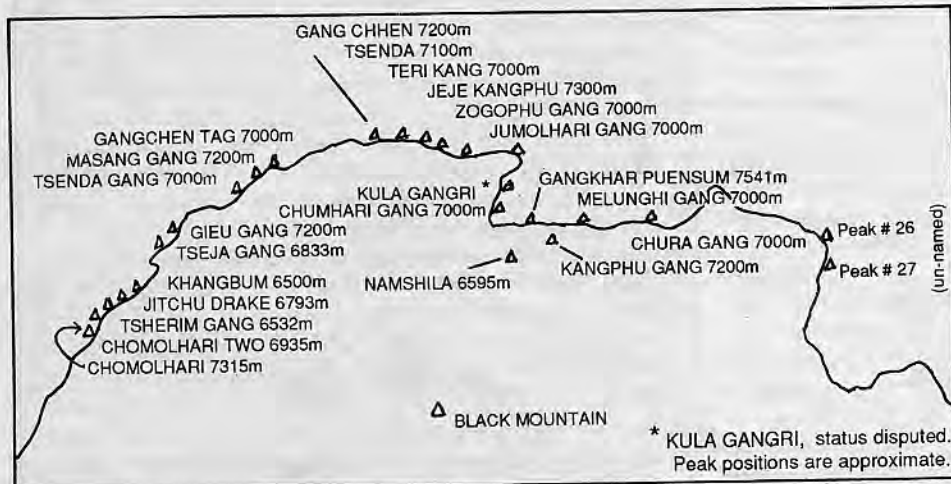 GANG CHHEN 7200m
TSENDA 7100m
TERI KANG 7000m
JEJE KANGPHU 7300m
ZOGOPHU GANG 7000m
JUMOLHARI GANG 7000m
GANGCHEN TAG 7000m
MASANG GANG 7200m
TSENDA GANG 7000m
KULA GANGRI *
CHUMHARI GANG 7000m
GANGKHAR PUENSUM 7541m
MELUNGHI GANG 7000m
GIEU GANG 7200m
TSEJA GANG 6833m
CHURA GANG 7000m
KANGPHU GANG 7200m
NAMSHILA 6595m
Peak # 26
Peak # 27
(un-named)
KHANGBUM 6500m
JITCHU DRAKE 6793m
TSHERIM GANG 6532m
CHOMOLHARI TWO 6935m
CHOMOLHARI 7315m
BLACK MOUNTAIN
* KULA GANGRI, status disputed.
Peak positions are approximate.